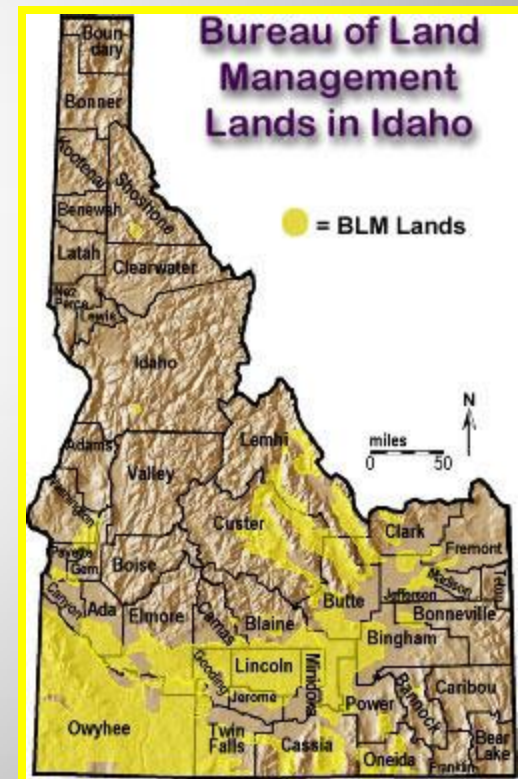 Bureau of Land
Management
Lands in Idaho
= BLM Lands
Boun-
dary
Bonner
Kootenai
Shoshone
Benewah
Latah
Clearwater
Nez
Perce
Lewis
Idaho
N
miles
0 50
Adams
Lemhi
Valley
Washington
Custer
Clark
Fremont
Payette
Gem
Boise
Butte
Jefferson
Madison
Teton
Canyon
Ada
Elmore
Camas
Blaine
Bonneville
Bingham
Gooding
Lincoln
Minidoka
Jerome
Power
Bannock
Caribou
Owyhee
Twin
Falls
Cassia
Oneida
Franklin
Bear
Lake